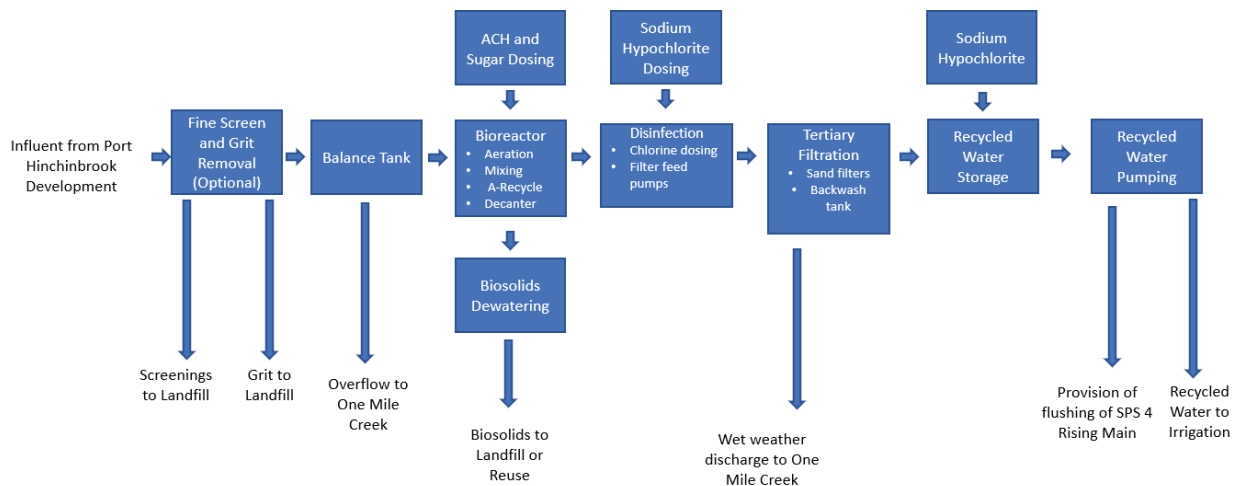 ACH and
Sugar Dosing
Sodium
Hypochlorite
Dosing
Sodium
Hypochlorite
Influent from Port
Hinchinbrook
Development
Fine Screen
and Grit
Removal
(Optional)
Balance Tank
Bioreactor
• Aeration
• Mixing
• A-Recycle
• Decanter
Disinfection
• Chlorine dosing
• Filter feed
pumps
Tertiary
Filtration
• Sand filters
• Backwash
tank
Recycled
Water
Storage
Recycled
Water
Pumping
Biosolids
Dewatering
Screenings
to Landfill
Grit to
Landfill
Overflow to
One Mile
Creek
Biosolids to
Landfill or
Reuse
Wet weather
discharge to One
Mile Creek
Provision of
flushing of SPS 4
Rising Main
Recycled
Water to
Irrigation